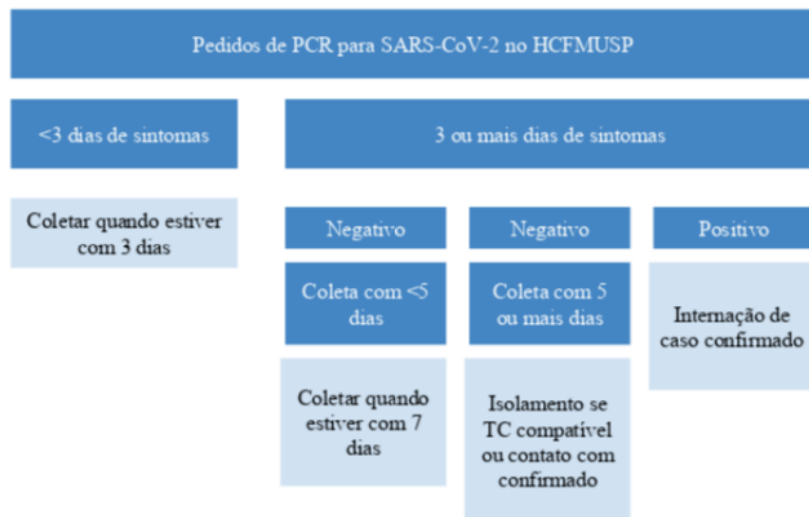 Pedidos de PCR para SARS-CoV-2 no HCFMUSP
<3 dias de sintomas
3 ou mais dias de sintomas
Coletar quando estiver
com 3 dias
Negativo
Negativo
Positivo
Coleta com <5
dias
Coleta com 5
ou mais dias
Internação de
caso confirmado
Coletar quando
estiver com 7
dias
Isolamento se
TC compatível
ou contato com
confirmado